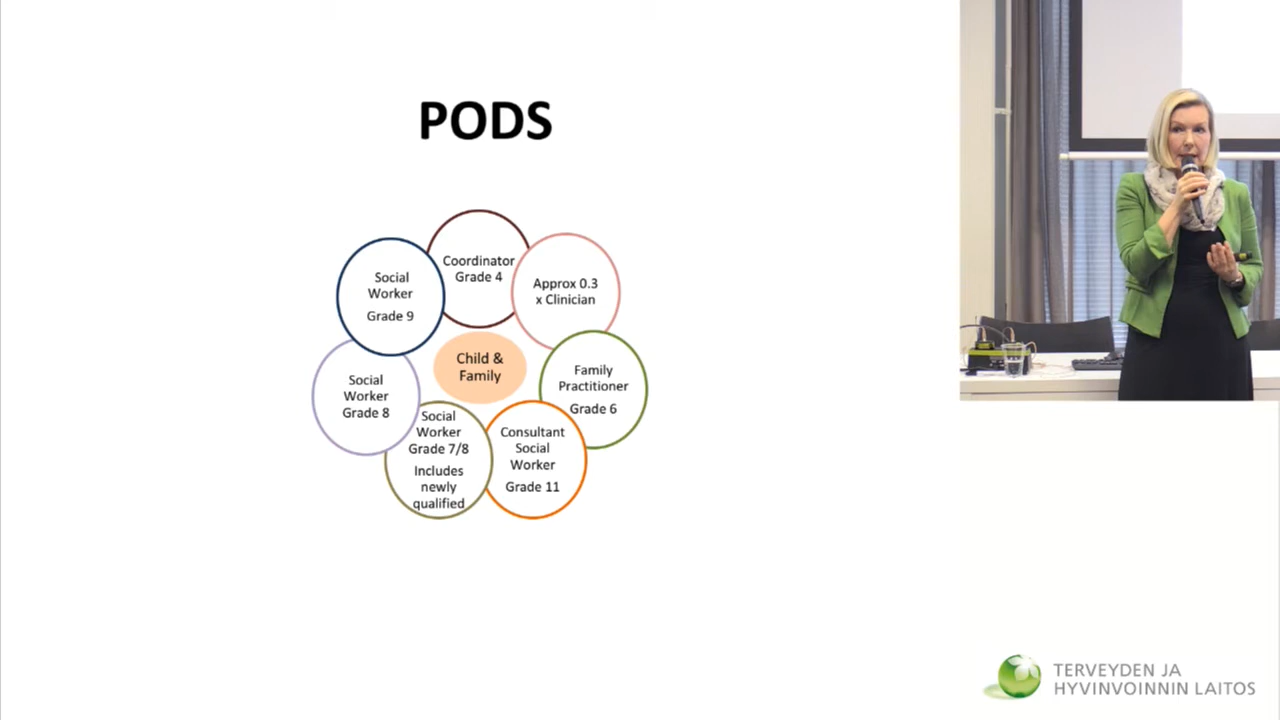 PODS
Coordinator
Grade 4
Approx 0.3
x Clinician
Family
Practitioner
Grade 6
Consultant
Social
Worker
Grade 11
Social
Worker
Grade 7/8
Includes
newly
qualified
Social
Worker
Grade 8
Social
Worker
Grade 9
Child &
Family
TERVEYDEN JA
HYVINVOINNIN LAITOS